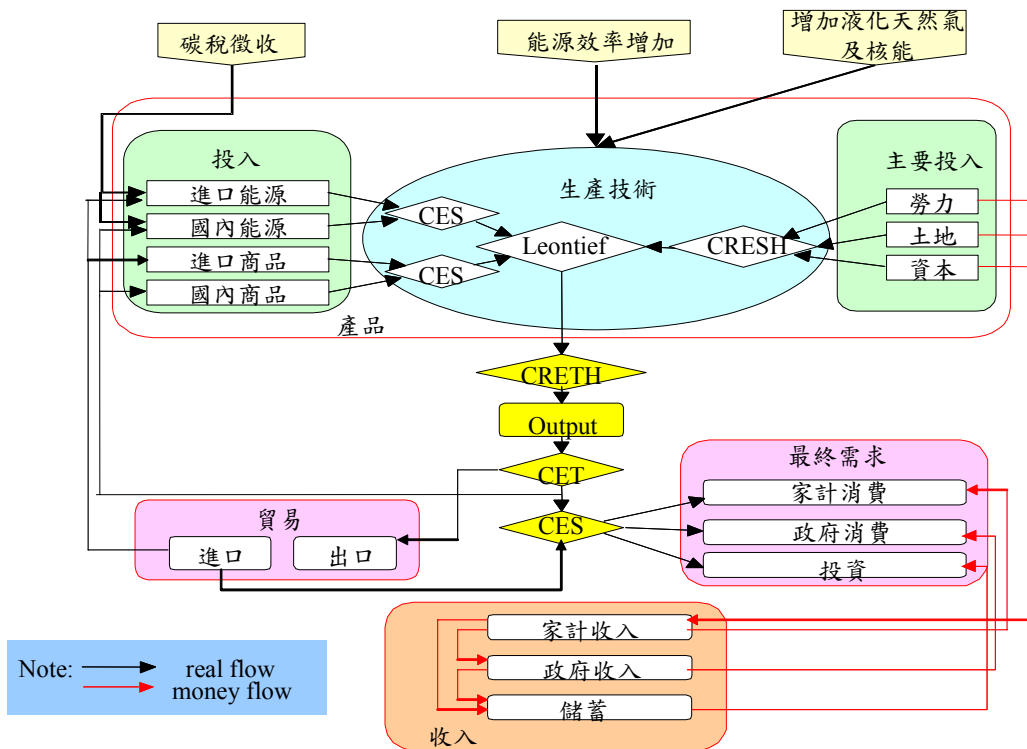 碳稅徵收
能源效率增加
增加液化天然氣
及核能
投入
進口能源
國內能源
進口商品
國內商品
生產技術
CES
CES
Leontief
CRESH
主要投入
勞力
土地
資本
產品
CRETH
Output
CET
CES
貿易
進口
出口
最終需求
家計消費
政府消費
投資
家計收入
政府收入
儲蓄
收入
Note:
real flow
money flow